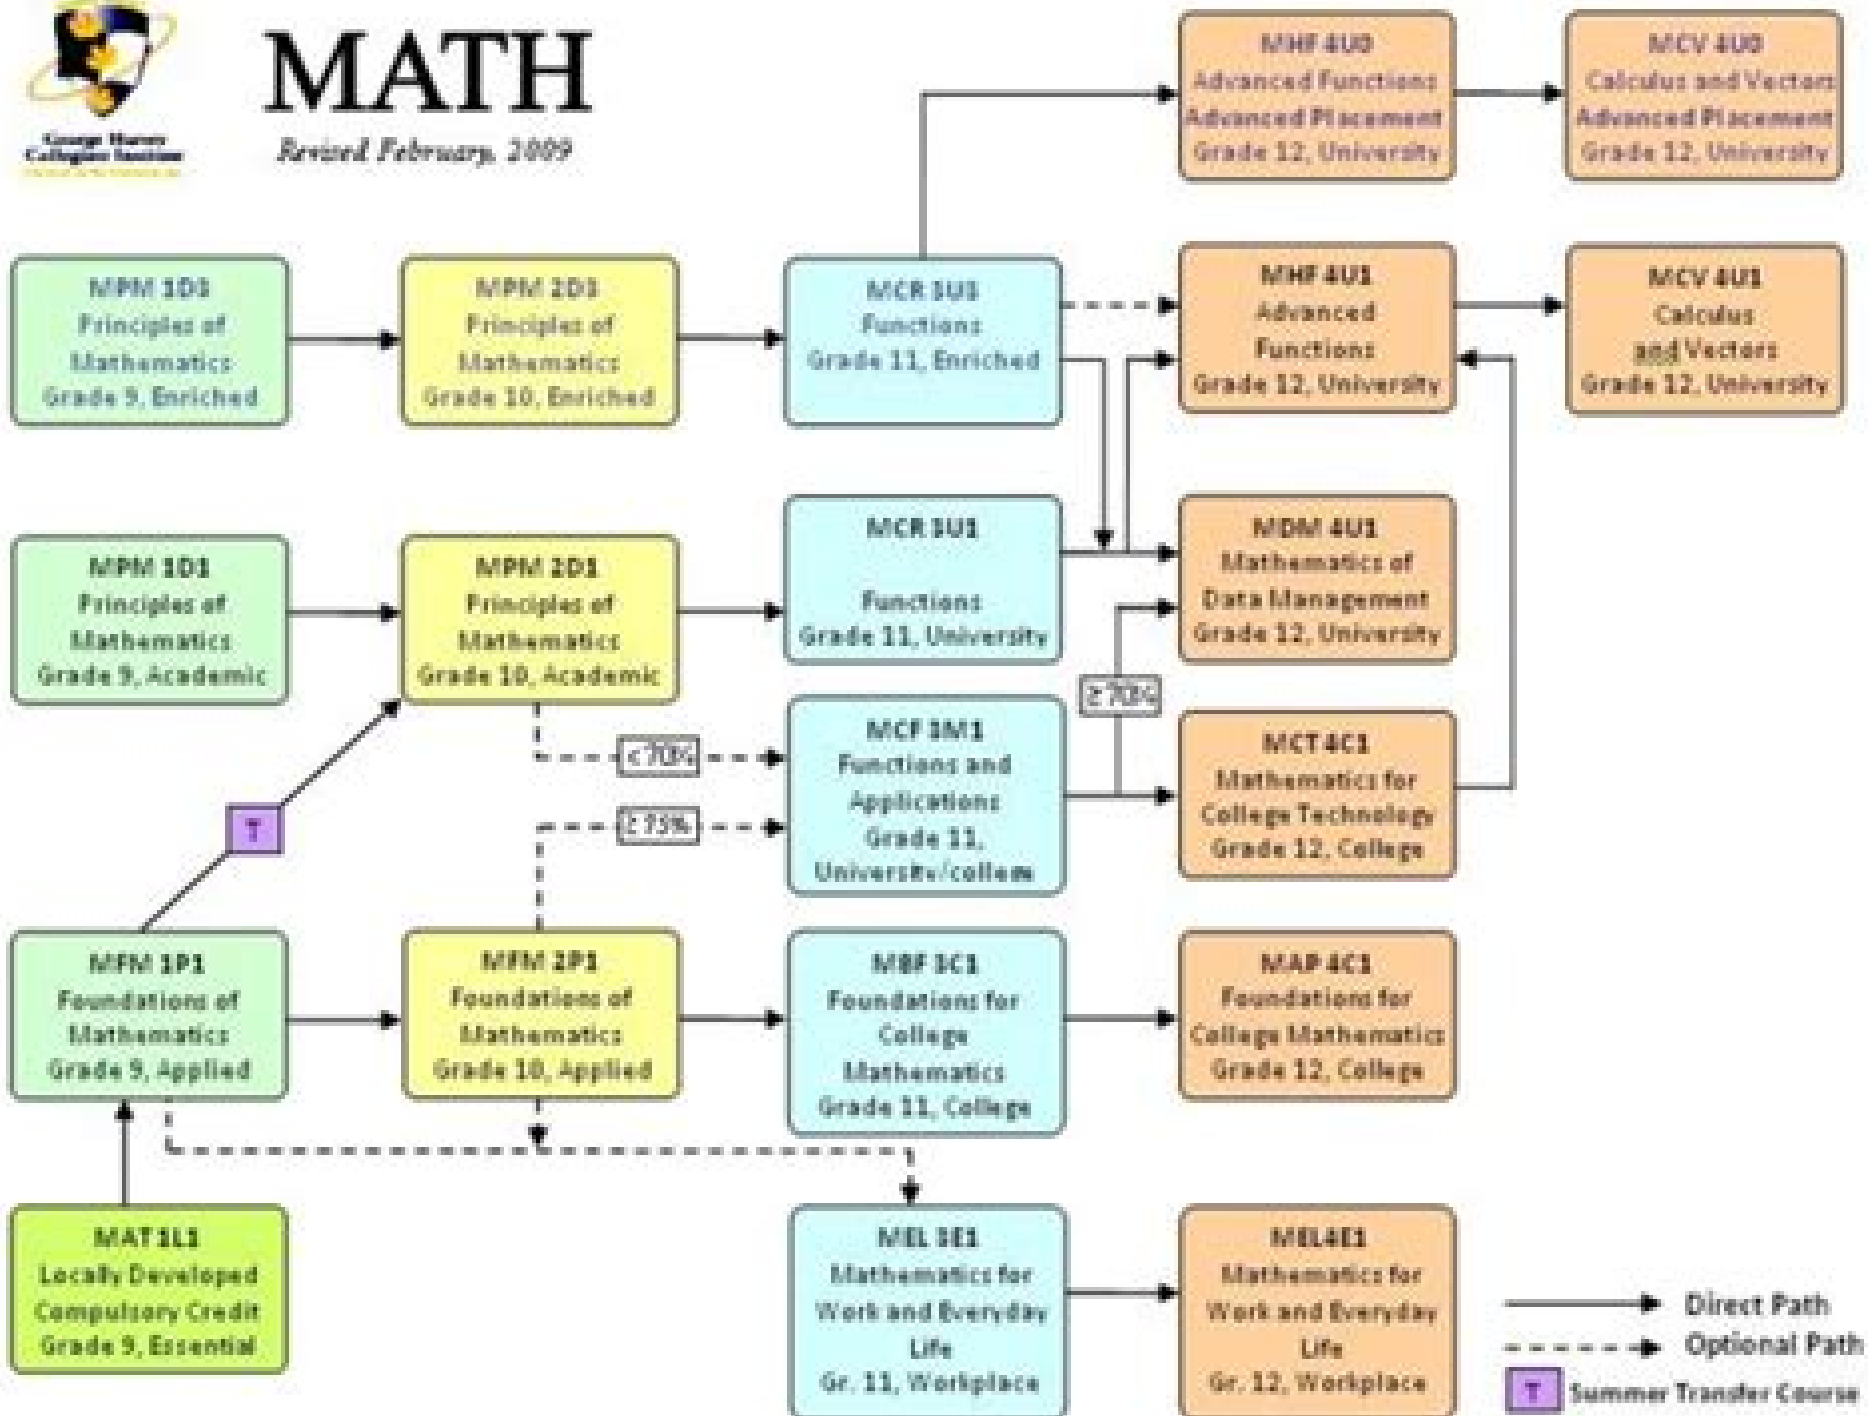 MATH
Revised February, 2009
George Harvey
Collegiate Institute
MHF 4U0
Advanced Functions
Advanced Placement
Grade 12, University
MCV 4U0
Calculus and Vectors
Advanced Placement
Grade 12, University
MPM 1D3
Principles of
Mathematics
Grade 9, Enriched
MPM 2D3
Principles of
Mathematics
Grade 10, Enriched
MCR 3U3
Functions
Grade 11, Enriched
MHF 4U1
Advanced
Functions
Grade 12, University
MCV 4U1
Calculus
and Vectors
Grade 12, University
MPM 1D1
Principles of
Mathematics
Grade 9, Academic
MPM 2D1
Principles of
Mathematics
Grade 10, Academic
MCR 3U1
Functions
Grade 11, University
MDM 4U1
Mathematics of
Data Management
Grade 12, University
≥ 70%
< 70%
≥ 73%
MCF 3M1
Functions and
Applications
Grade 11,
University/college
MCT 4C1
Mathematics for
College Technology
Grade 12, College
T
MFM 1P1
Foundations of
Mathematics
Grade 9, Applied
MFM 2P1
Foundations of
Mathematics
Grade 10, Applied
MBF 3C1
Foundations for
College
Mathematics
Grade 11, College
MAP 4C1
Foundations for
College Mathematics
Grade 12, College
MAT1L1
Locally Developed
Compulsory Credit
Grade 9, Essential
MEL 3E1
Mathematics for
Work and Everyday
Life
Gr. 11, Workplace
MEL4E1
Mathematics for
Work and Everyday
Life
Gr. 12, Workplace
Direct Path
Optional Path
T Summer Transfer Course